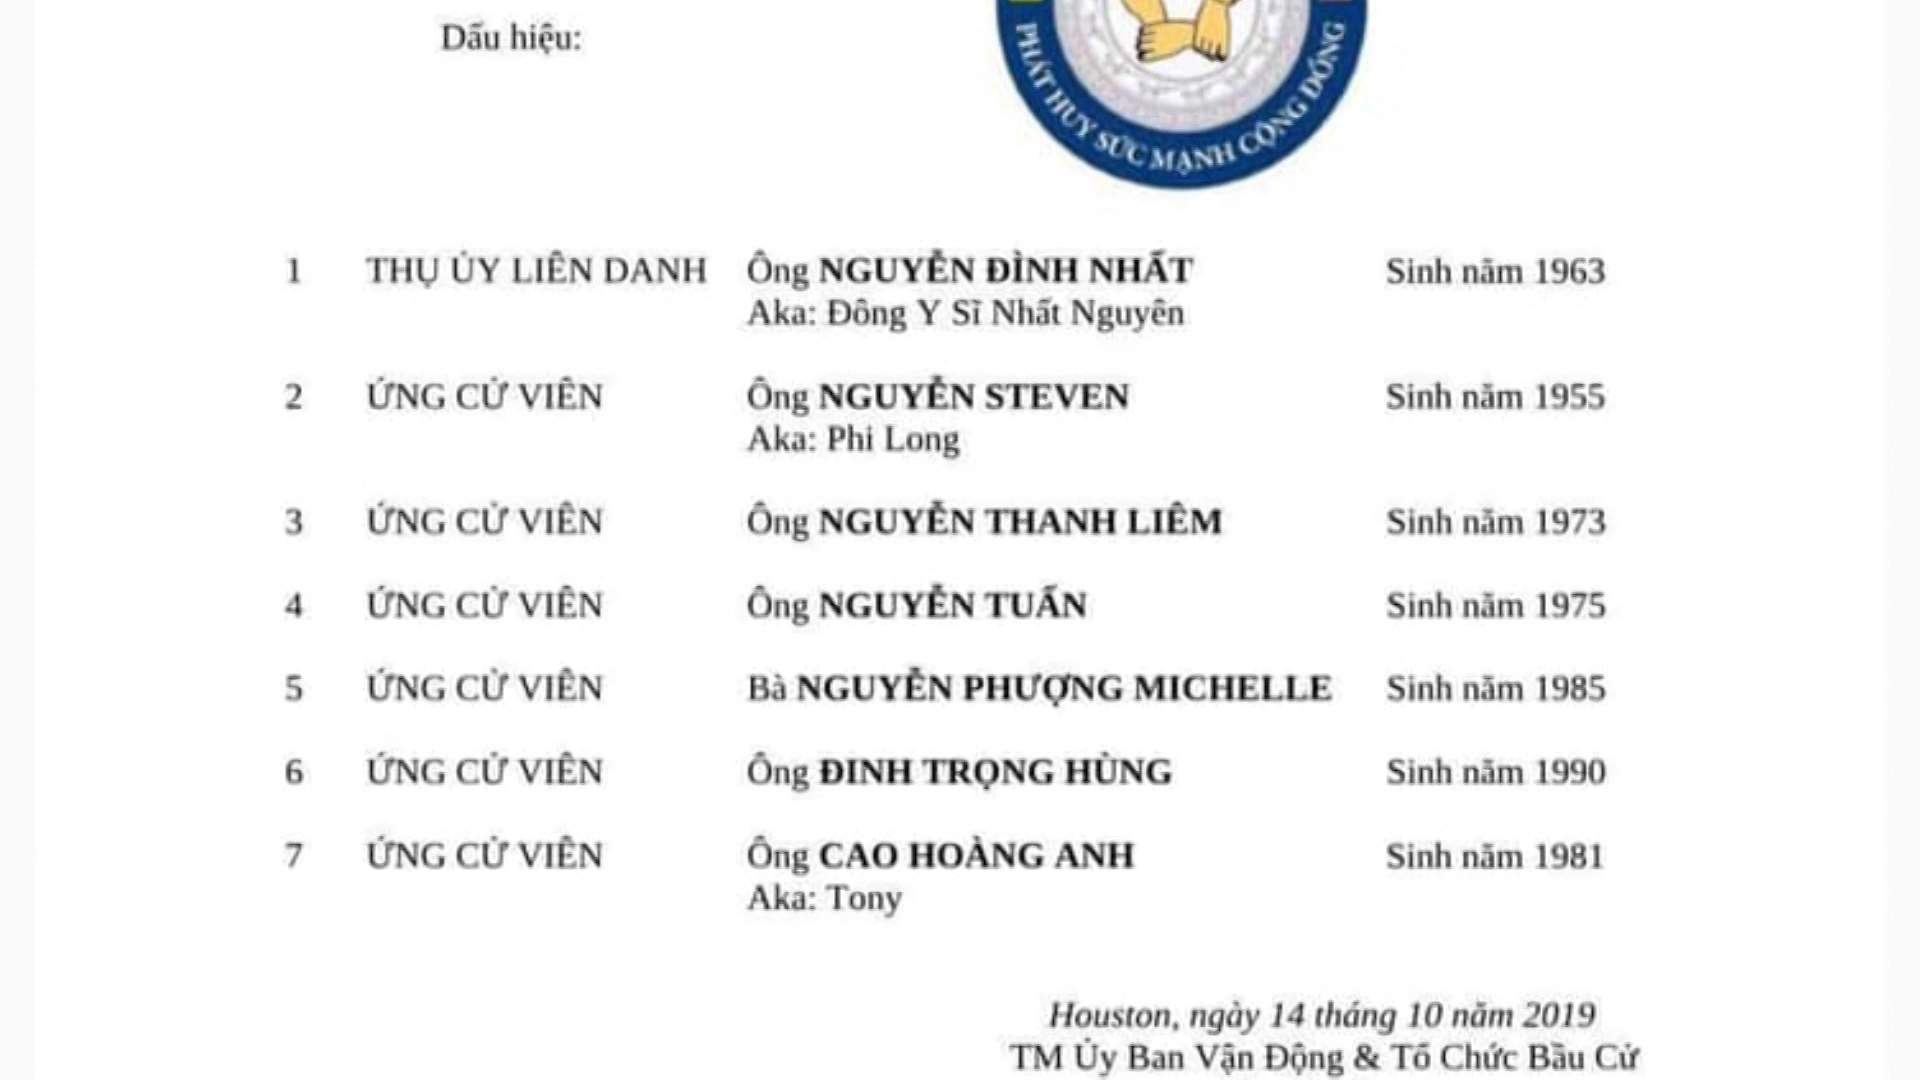 Dấu hiệu:
PHÁT HUY SỨC MẠNH CỘNG ĐỒNG
1 THỤ ỦY LIÊN DANH Ông NGUYỄN ĐÌNH NHẤT Sinh năm 1963
Aka: Đông Y Sĩ Nhất Nguyên
2 ỨNG CỬ VIÊN Ông NGUYỄN STEVEN Sinh năm 1955
Aka: Phi Long
3 ỨNG CỬ VIÊN Ông NGUYỄN THANH LIÊM Sinh năm 1973
4 ỨNG CỬ VIÊN Ông NGUYỄN TUẤN Sinh năm 1975
5 ỨNG CỬ VIÊN Bà NGUYỄN PHƯỢNG MICHELLE Sinh năm 1985
6 ỨNG CỬ VIÊN Ông ĐINH TRỌNG HÙNG Sinh năm 1990
7 ỨNG CỬ VIÊN Ông CAO HOÀNG ANH Sinh năm 1981
Aka: Tony
Houston, ngày 14 tháng 10 năm 2019
TM Ủy Ban Vận Động & Tổ Chức Bầu Cử